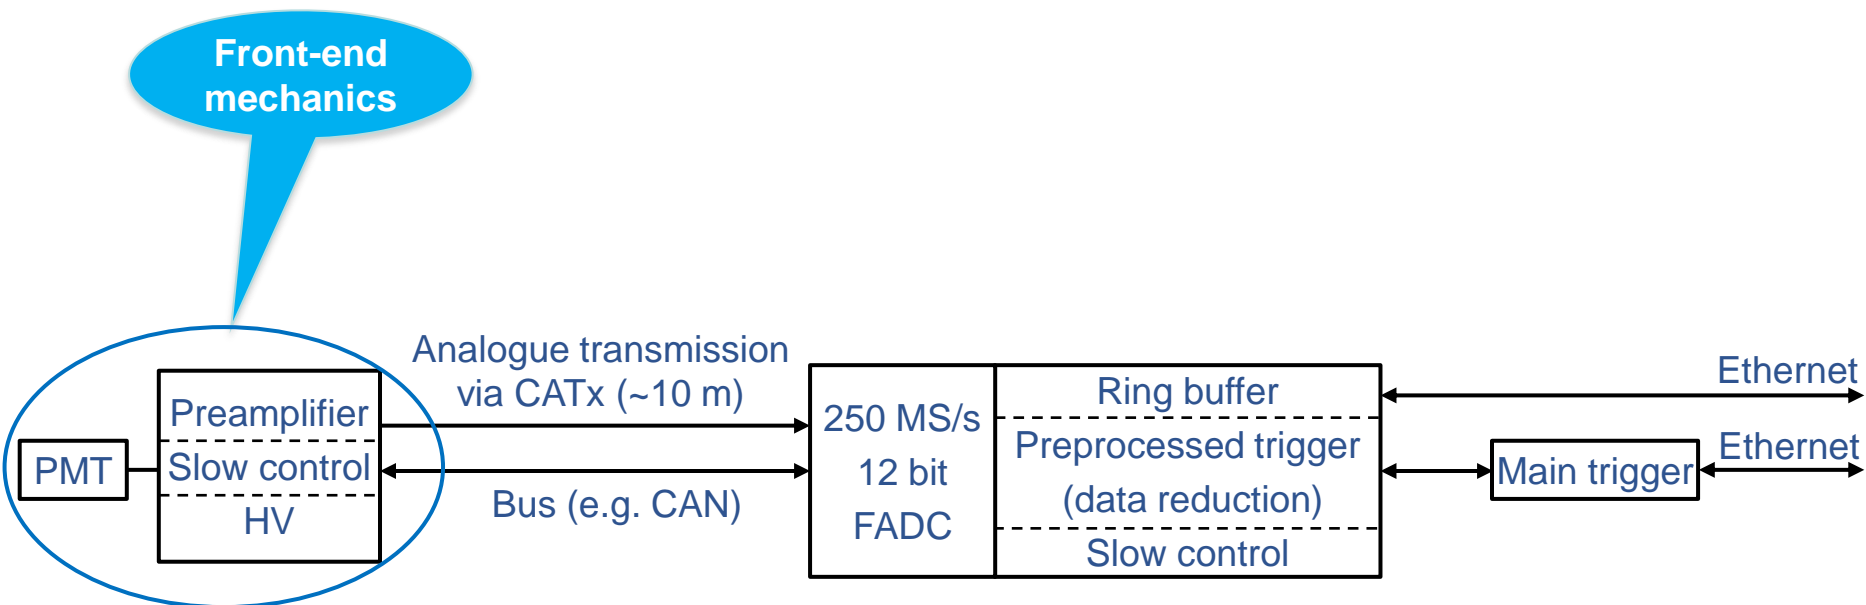 Front-end
mechanics
PMT
Preamplifier
Slow control
HV
Analogue transmission
via CATx (~10 m)
Bus (e.g. CAN)
250 MS/s
12 bit
FADC
Ring buffer
Preprocessed trigger
(data reduction)
Slow control
Main trigger
Ethernet
Ethernet